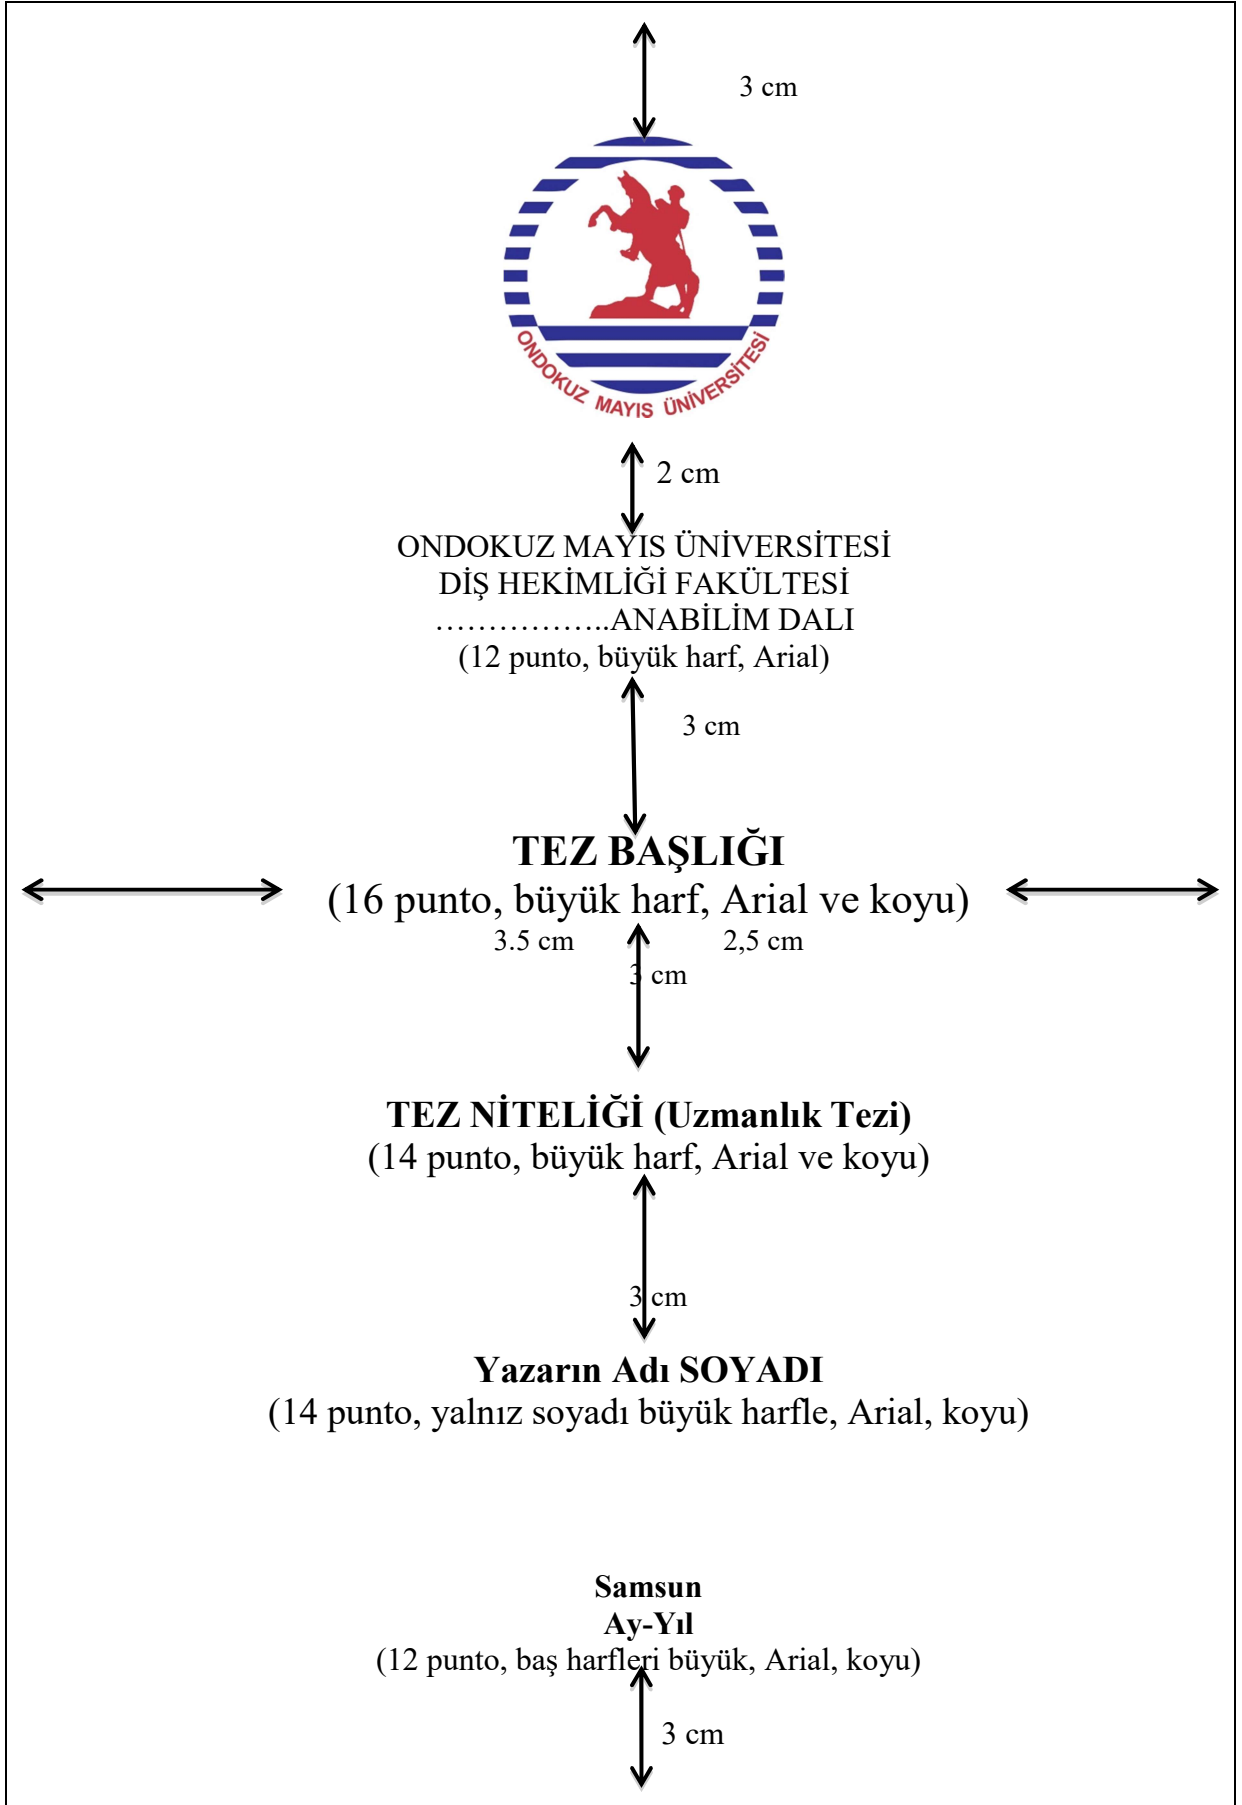 3 cm
ONDOKUZ MAYIS ÜNİVERSİTESİ
2 cm
ONDOKUZ MAYIS ÜNİVERSİTESİ
DİŞ HEKİMLİĞİ FAKÜLTESİ
……………..ANABİLİM DALI
(12 punto, büyük harf, Arial)
3 cm
TEZ BAŞLIĞI
(16 punto, büyük harf, Arial ve koyu)
3.5 cm 2,5 cm
3 cm
TEZ NİTELİĞİ (Uzmanlık Tezi)
(14 punto, büyük harf, Arial ve koyu)
3 cm
Yazarın Adı SOYADI
(14 punto, yalnız soyadı büyük harfle, Arial, koyu)
Samsun
Ay-Yıl
(12 punto, baş harfleri büyük, Arial, koyu)
3 cm